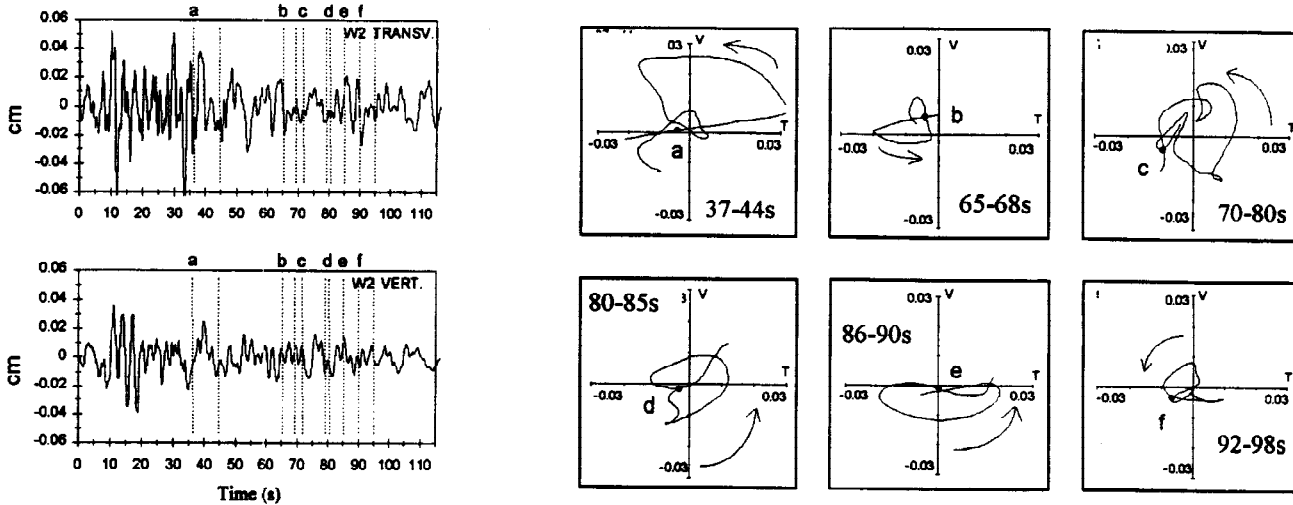 a b c d e f
0.06
W2 TRANSV.
0.04
0.02
0
-0.02
-0.04
-0.06
cm
0 10 20 30 40 50 60 70 80 90 100 110
a b c d e f
0.06
W2 VERT.
0.04
0.02
0
-0.02
-0.04
-0.06
cm
0 10 20 30 40 50 60 70 80 90 100 110
Time (s)
03 V
T
-0.03
a
-0.03
37-44s
V
0.03
b
T
-0.03 0.03
-0.03
65-68s
0.03 V
T
-0.03 0.03
c
-0.03
70-80s
80-85s
3 V
T
-0.03 0.03
d
-0.03
V
0.03
86-90s
e
T
-0.03 0.03
-0.03
V
0.03
T
-0.03 0.03
f
-0.03
92-98s